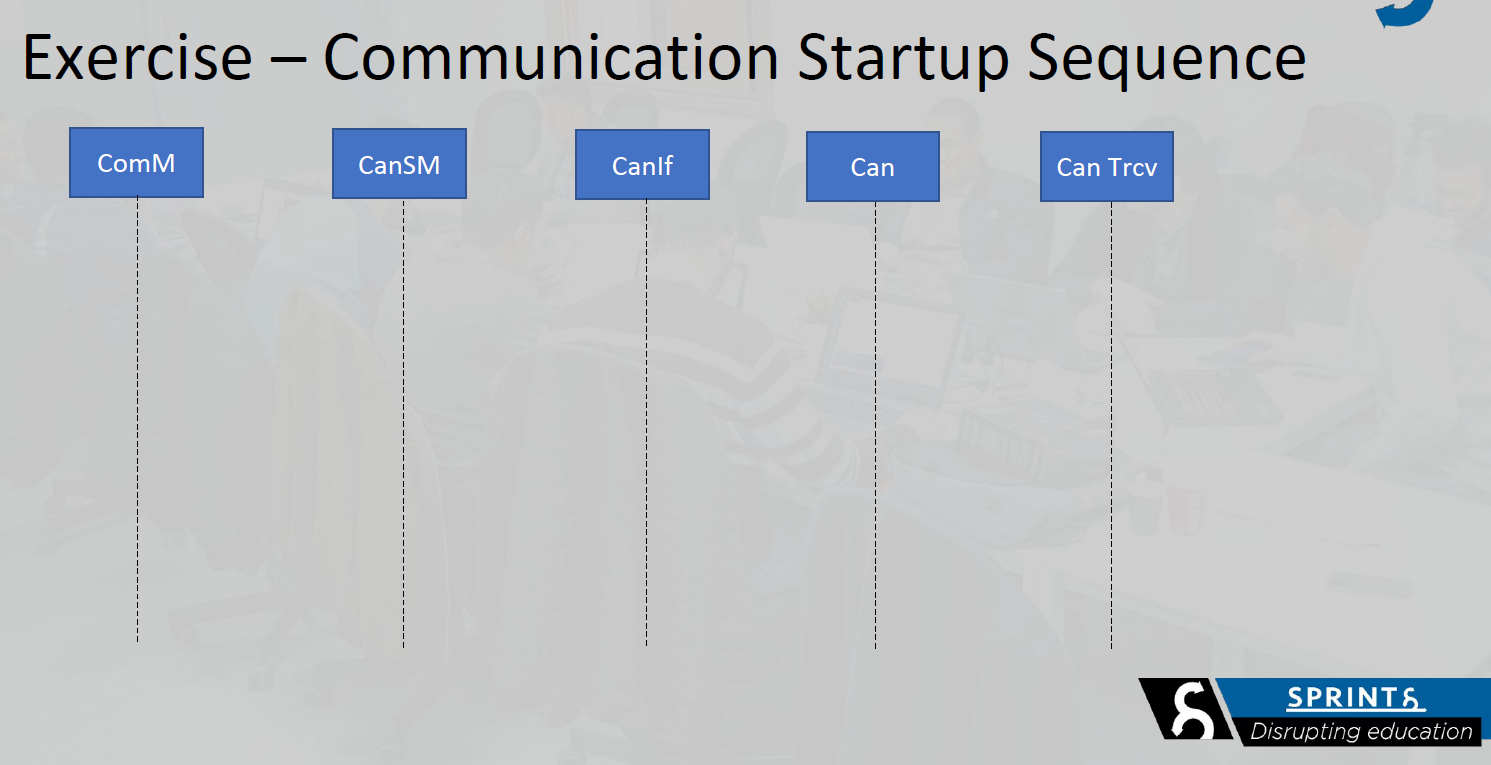 Exercise – Communication Startup Sequence
ComM
CanSM
CanIf
Can
Can Trcv
SPRINTS
Disrupting education